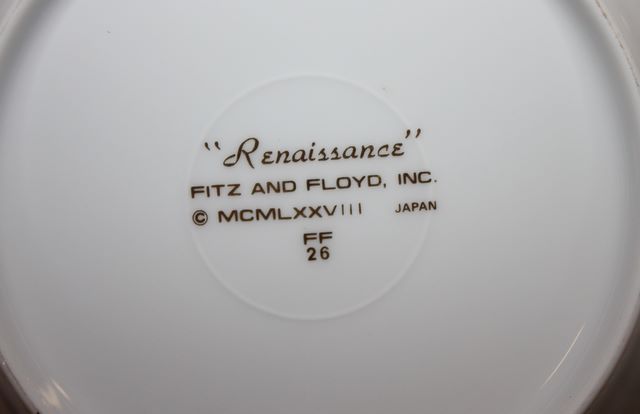 "Renaissance"
FITZ AND FLOYD, INC.
© MCMLXXVIII JAPAN
FF
26